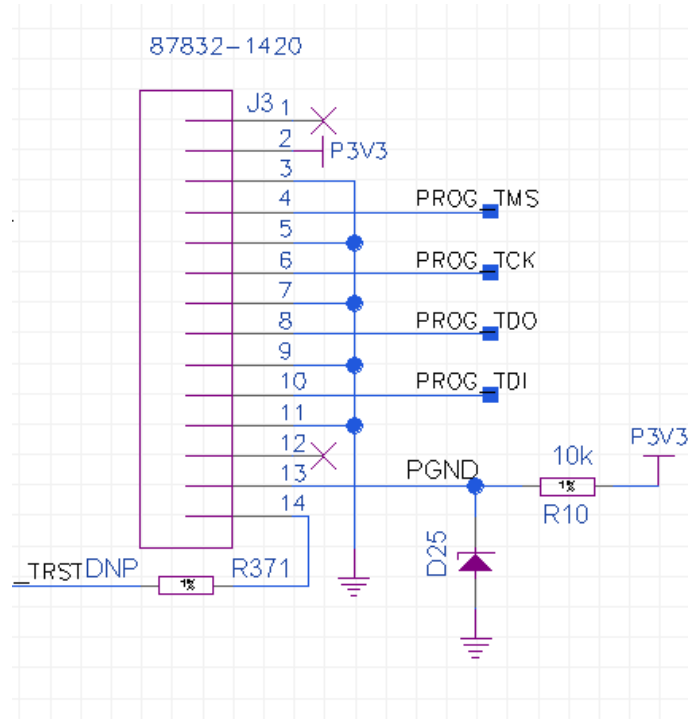 87832-1420
J3
1
2
P3V3
3
4
PROG_TMS
5
6
PROG_TCK
7
8
PROG_TDO
9
10
PROG_TDI
11
12
P3V3
13
PGND
10k
1%
R10
14
D25
_TRST
DNP
1%
R371